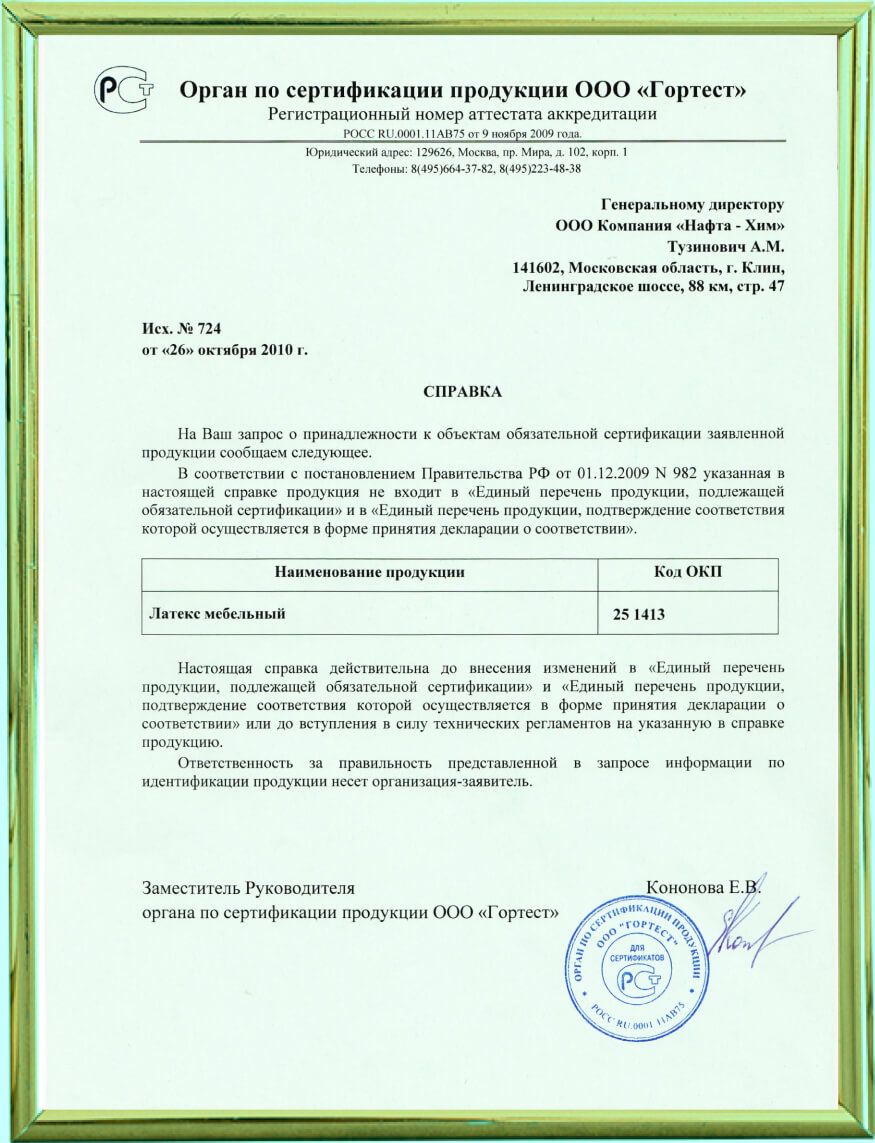 РСТ
Орган по сертификации продукции ООО «Гортест»
Регистрационный номер аттестата аккредитации
РОСС RU.0001.11АВ75 от 9 ноября 2009 года.
Юридический адрес: 129626, Москва, пр. Мира, д. 102, корп. 1
Телефоны: 8(495)664-37-82, 8(495)223-48-38
Генеральному директору
ООО Компания «Нафта - Хим»
Тузинович А.М.
141602, Московская область, г. Клин,
Ленинградское шоссе, 88 км, стр. 47
Исх. № 724
от «26» октября 2010 г.
СПРАВКА
На Ваш запрос о принадлежности к объектам обязательной сертификации заявленной
продукции сообщаем следующее.
В соответствии с постановлением Правительства РФ от 01.12.2009 N 982 указанная в
настоящей справке продукция не входит в «Единый перечень продукции, подлежащей
обязательной сертификации» и в «Единый перечень продукции, подтверждение соответствия
которой осуществляется в форме принятия декларации о соответствии».
Наименование продукции Код ОКП
Латекс мебельный 25 1413
Настоящая справка действительна до внесения изменений в «Единый перечень
продукции, подлежащей обязательной сертификации» и «Единый перечень продукции,
подтверждение соответствия которой осуществляется в форме принятия декларации о
соответствии» или до вступления в силу технических регламентов на указанную в справке
продукцию.
Ответственность за правильность представленной в запросе информации по
идентификации продукции несет организация-заявитель.
Заместитель Руководителя Кононова Е.В.
органа по сертификации продукции ООО «Гортест»
ОРГАН ПО СЕРТИФИКАЦИИ ПРОДУКЦИИ
ООО "ГОРТЕСТ"
ДЛЯ
СЕРТИФИКАТОВ
РСТ
РОСС RU.0001 11АВ75